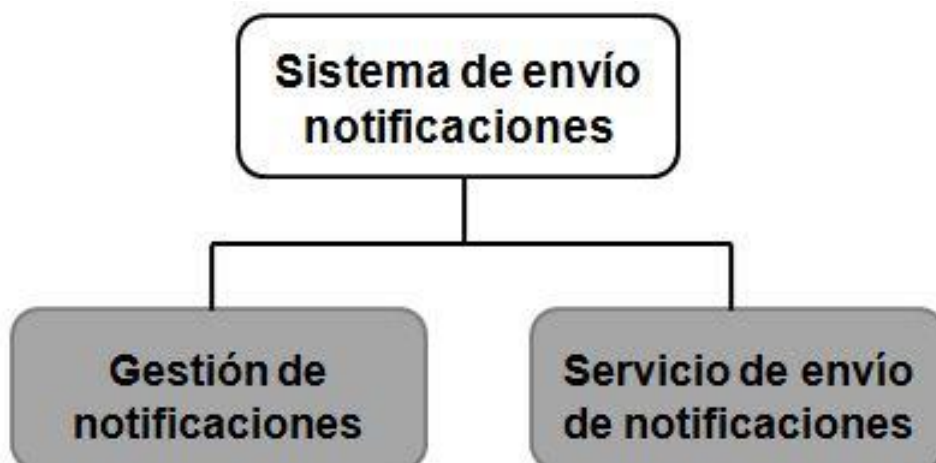 Sistema de envío
notificaciones
Gestión de
notificaciones
Servicio de envío
de notificaciones